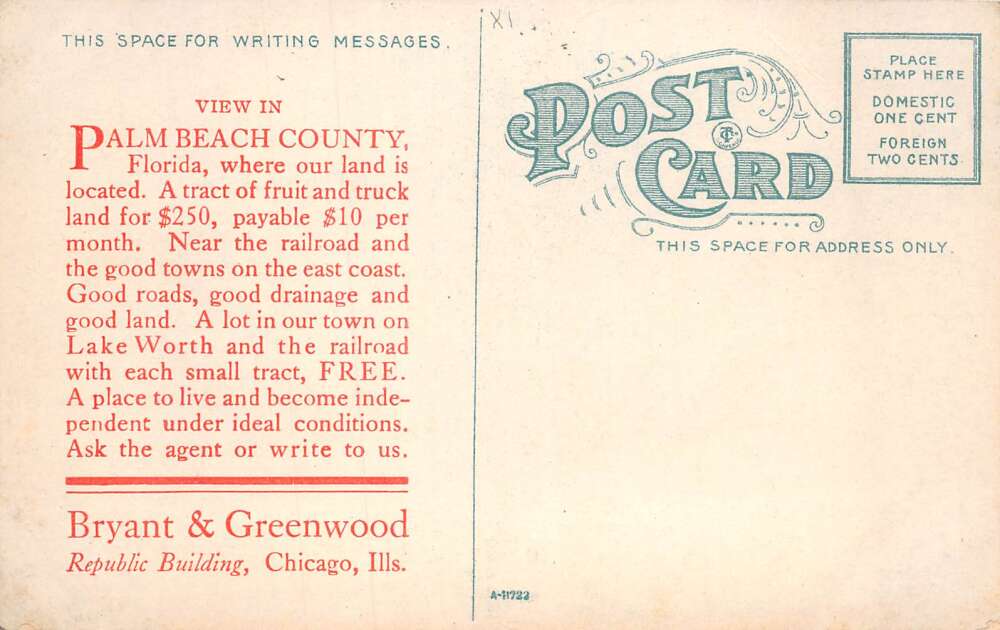 THIS SPACE FOR WRITING MESSAGES.
VIEW IN
PALM BEACH COUNTY,
Florida, where our land is
located. A tract of fruit and truck
land for $250, payable $10 per
month. Near the railroad and
the good towns on the east coast.
Good roads, good drainage and
good land. A lot in our town on
Lake Worth and the railroad
with each small tract, FREE.
A place to live and become inde-
pendent under ideal conditions.
Ask the agent or write to us.
Bryant & Greenwood
Republic Building, Chicago, Ills.
XI
POST
CARD
PLACE
STAMP HERE
DOMESTIC
ONE CENT
FOREIGN
TWO CENTS
THIS SPACE FOR ADDRESS ONLY.
A-11722